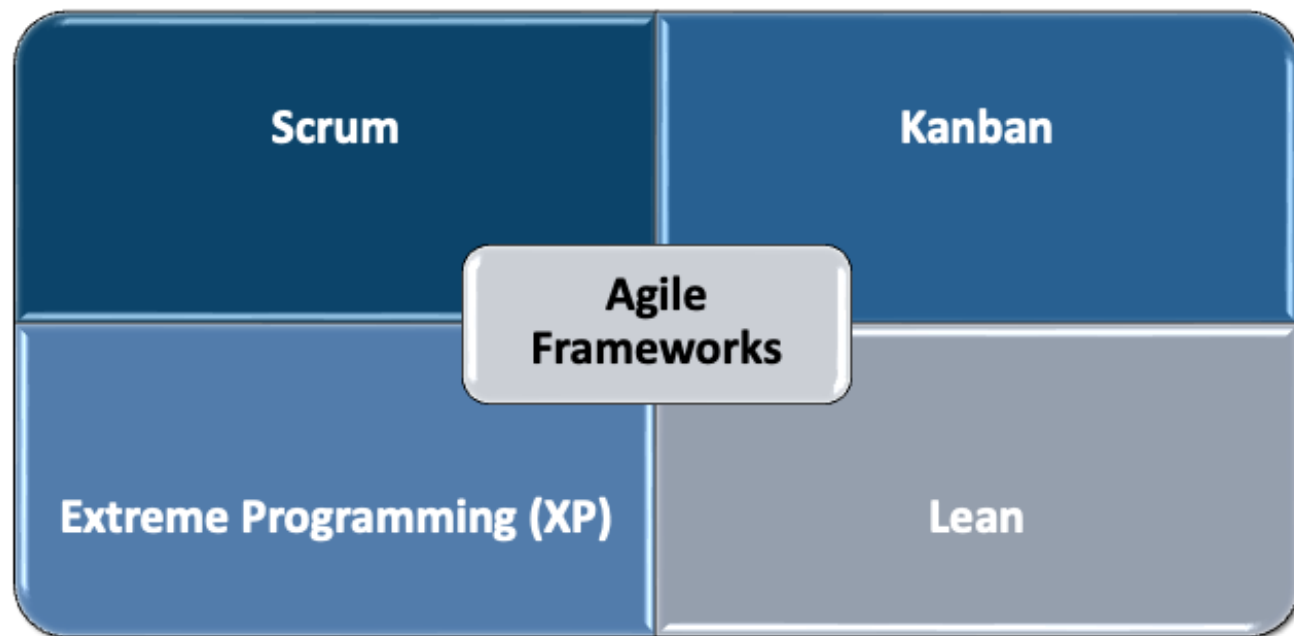 Scrum
Kanban
Agile
Frameworks
Extreme Programming (XP)
Lean